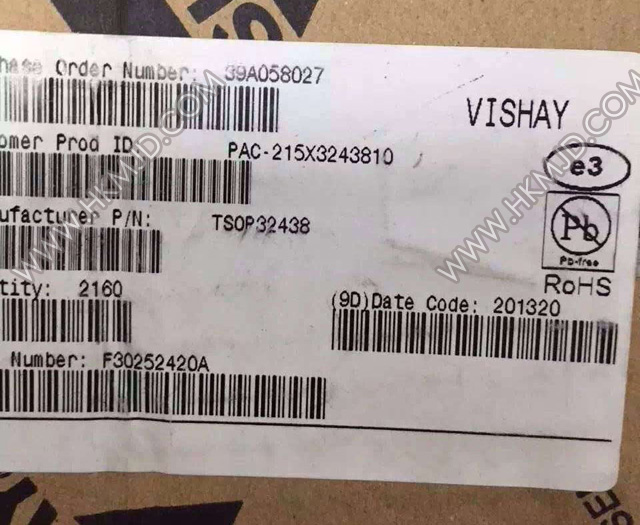 hase Order Number: 39A058027
VISHAY
omer Prod ID PAC-215X3243810
e3
ufacturer P/N: TSOP32438
Pb
Pb-free
RoHS
tity: 2160
(9D)Date Code: 201320
Number: F30252420A
WWW.HKMJD.COM
WWW.HKMJD.COM